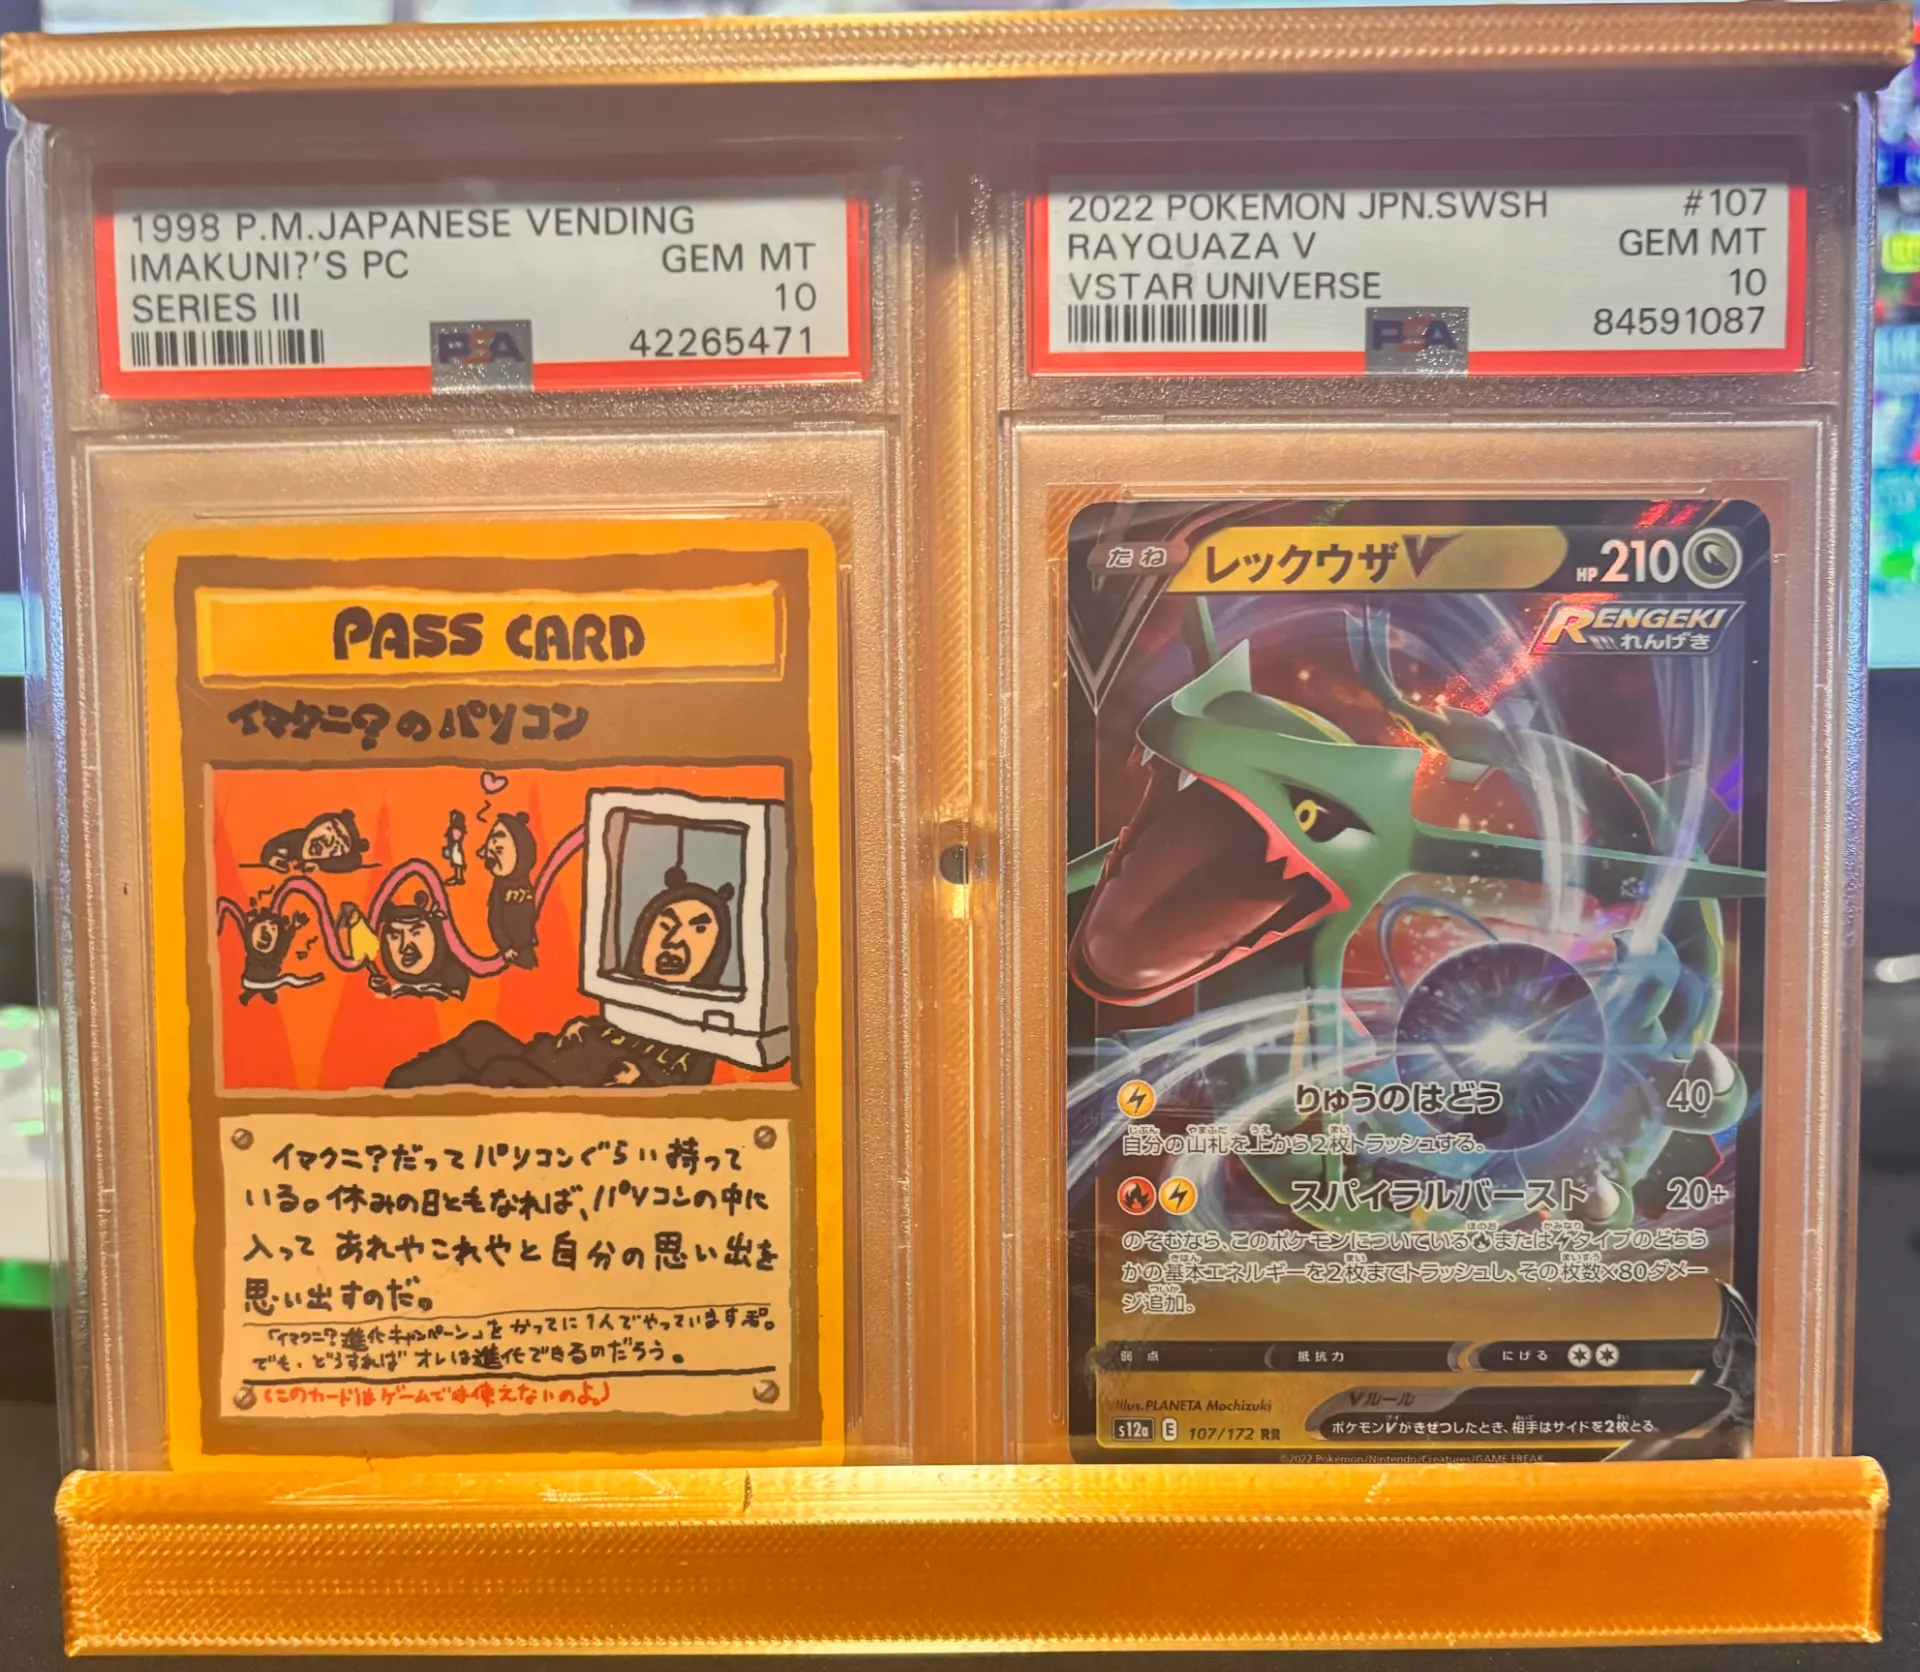 1998 P.M.JAPANESE VENDING
IMAKUNI?'S PC GEM MT
SERIES III 10
PSA 42265471
PASS CARD
イマクニ?のパソコン
イマクニ?だってパソコンぐらい持って
いる。休みの日ともなれば、パソコンの中に
入って あれやこれやと自分の思い出を
思い出すのだ。
「イマクニ?進化キャンペーン」を かってに1人でやっています。
でも、どうすれば オレは進化できるのだろう。
(このカードはゲームでは使えないのよ)
2022 POKEMON JPN.SWSH #107
RAYQUAZA V GEM MT
VSTAR UNIVERSE 10
PSA 84591087
たね レックウザV HP210
RENGEKI
れんげき
りゅうのはどう 40
自分の山札を上から2枚トラッシュする。
スパイラルバースト 20+
のぞむなら、このポケモンについている または タイプのどちら
かの基本エネルギーを2枚までトラッシュし、その枚数×80ダメー
ジ追加。
弱点 抵抗力 にげる
Illus.PLANETA Mochizuki Vルール
s12a E 107/172 RR ポケモンVがきぜつしたとき、相手はサイドを2枚とる。
©2022 Pokémon/Nintendo/Creatures/GAME FREAK